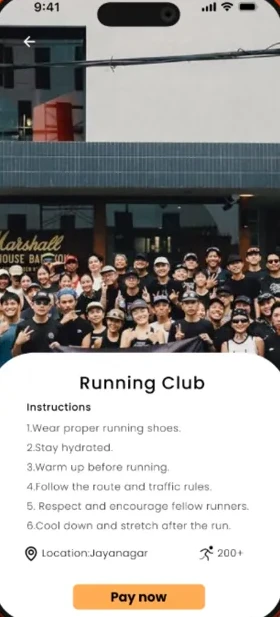 9:41
Marshall
Running Club
Instructions
1.Wear proper running shoes.
2.Stay hydrated.
3.Warm up before running.
4.Follow the route and traffic rules.
5. Respect and encourage fellow runners.
6.Cool down and stretch after the run.
Location:Jayanagar
200+
Pay now